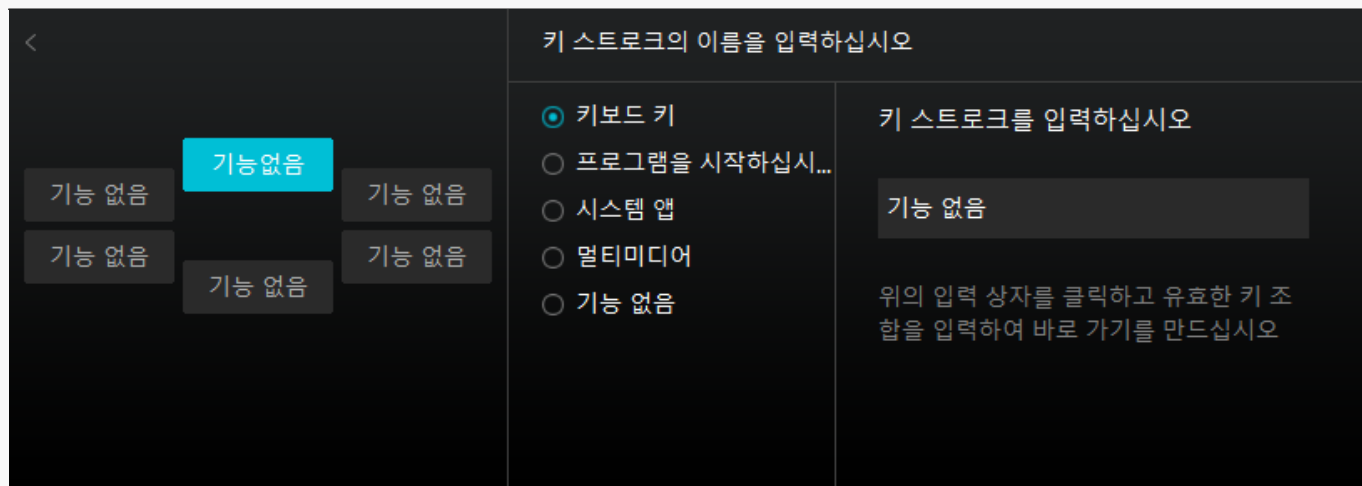 <
키 스트로크의 이름을 입력하십시오
기능없음
기능 없음
기능 없음
기능 없음
기능 없음
기능 없음
키보드 키
프로그램을 시작하십시...
시스템 앱
멀티미디어
기능 없음
키 스트로크를 입력하십시오
기능 없음
위의 입력 상자를 클릭하고 유효한 키 조
합을 입력하여 바로 가기를 만드십시오